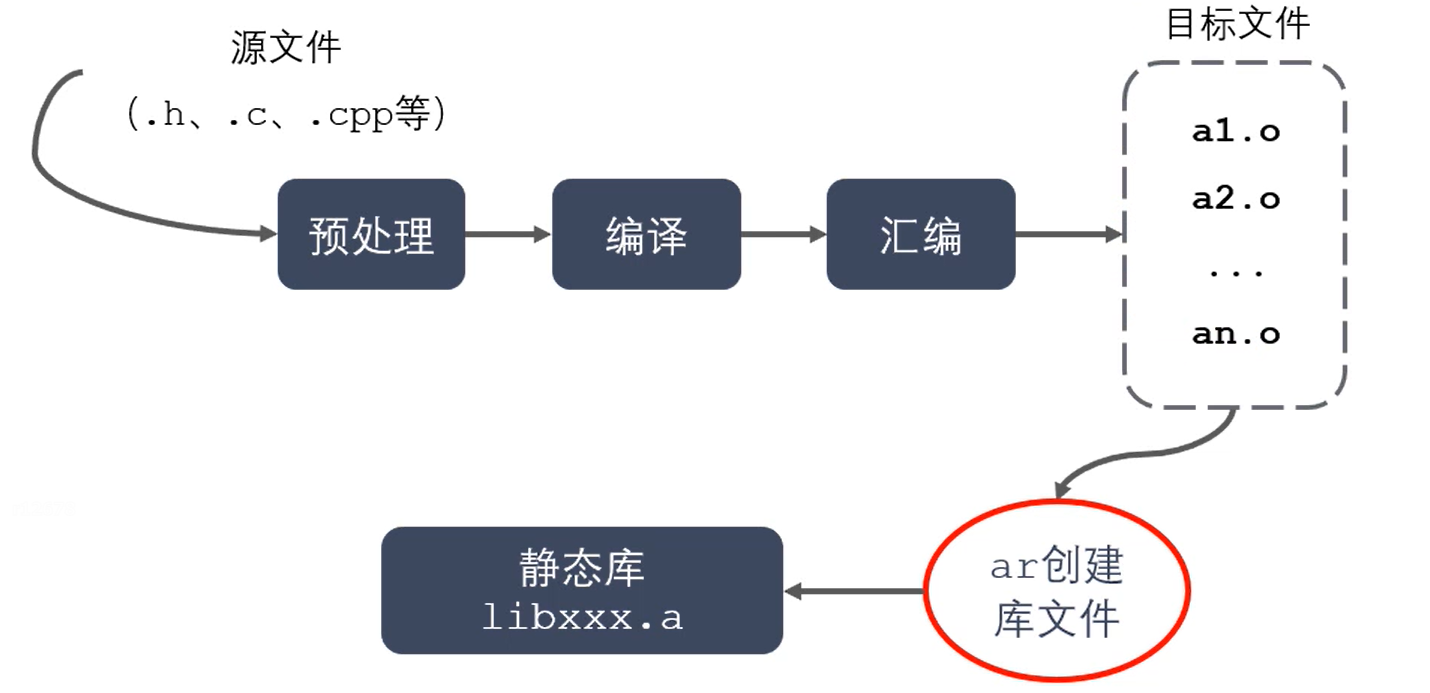 源文件
（.h、.c、.cpp等）
目标文件
a1.o
a2.o
...
an.o
预处理
编译
汇编
ar创建
库文件
静态库
libxxx.a